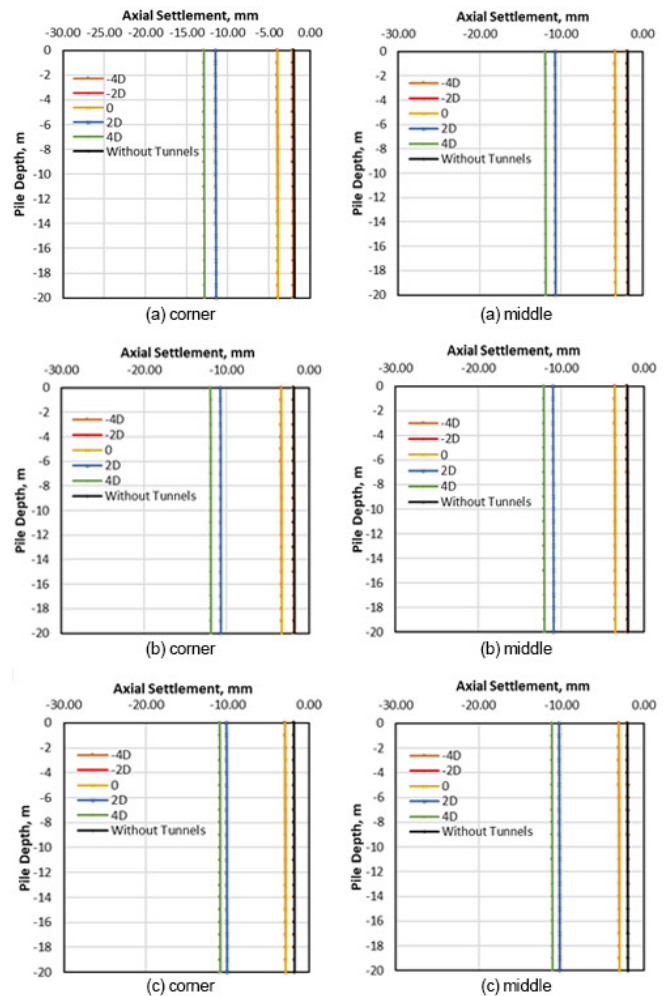 Axial Settlement, mm
-30.00 -25.00 -20.00 -15.00 -10.00 -5.00 0.00
0
-2
-4
-6
-8
-10
-12
-14
-16
-18
-20
Pile Depth, m
-4D
-2D
0
2D
4D
Without Tunnels
(a) corner
Axial Settlement, mm
-30.00 -20.00 -10.00 0.00
0
-2
-4
-6
-8
-10
-12
-14
-16
-18
-20
Pile Depth, m
-4D
-2D
0
2D
4D
Without Tunnels
(a) middle
Axial Settlement, mm
-30.00 -20.00 -10.00 0.00
0
-2
-4
-6
-8
-10
-12
-14
-16
-18
-20
Pile Depth, m
-4D
-2D
0
2D
4D
Without Tunnels
(b) corner
Axial Settlement, mm
-30.00 -20.00 -10.00 0.00
0
-2
-4
-6
-8
-10
-12
-14
-16
-18
-20
Pile Depth, m
-4D
-2D
0
2D
4D
Without Tunnels
(b) middle
Axial Settlement, mm
-30.00 -20.00 -10.00 0.00
0
-2
-4
-6
-8
-10
-12
-14
-16
-18
-20
Pile Depth, m
-4D
-2D
0
2D
4D
Without Tunnels
(c) corner
Axial Settlement, mm
-30.00 -20.00 -10.00 0.00
0
-2
-4
-6
-8
-10
-12
-14
-16
-18
-20
Pile Depth, m
-4D
-2D
0
2D
4D
Without Tunnels
(c) middle